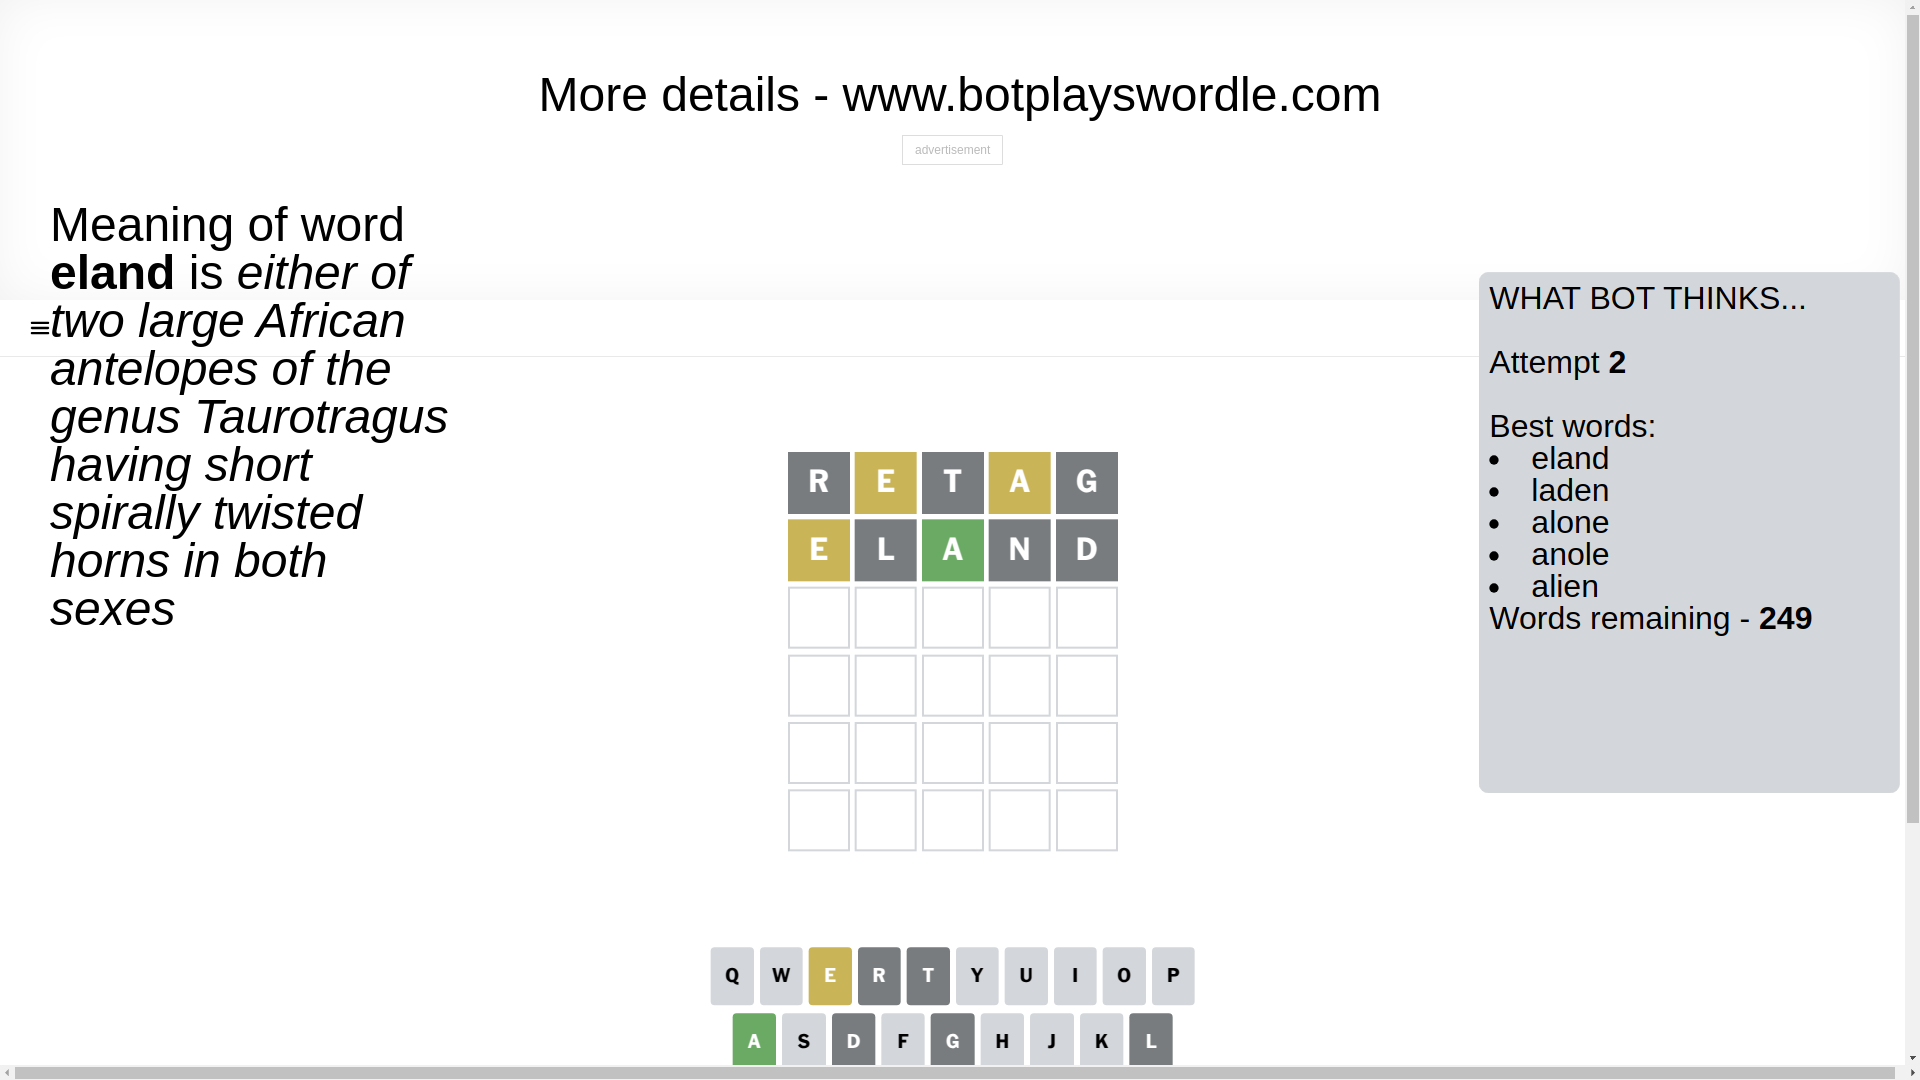 More details - www.botplayswordle.com
advertisement
Meaning of word
eland is either of
two large African
antelopes of the
genus Taurotragus
having short
spirally twisted
horns in both
sexes
WHAT BOT THINKS...
Attempt 2
Best words:
• eland
• laden
• alone
• anole
• alien
Words remaining - 249
R E T A G
E L A N D
Q W E R T Y U I O P
A S D F G H J K L